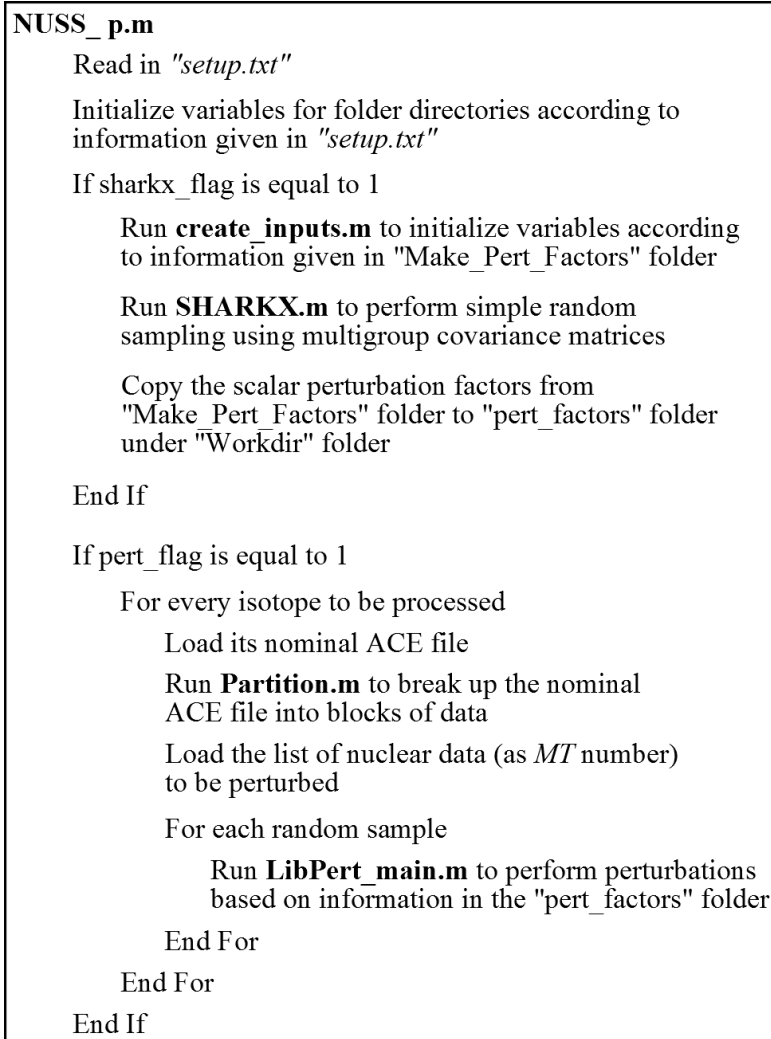 NUSS_ p.m
Read in "setup.txt"
Initialize variables for folder directories according to
information given in "setup.txt"
If sharkx_flag is equal to 1
Run create_inputs.m to initialize variables according
to information given in "Make_Pert_Factors" folder
Run SHARKX.m to perform simple random
sampling using multigroup covariance matrices
Copy the scalar perturbation factors from
"Make_Pert_Factors" folder to "pert_factors" folder
under "Workdir" folder
End If
If pert_flag is equal to 1
For every isotope to be processed
Load its nominal ACE file
Run Partition.m to break up the nominal
ACE file into blocks of data
Load the list of nuclear data (as MT number)
to be perturbed
For each random sample
Run LibPert_main.m to perform perturbations
based on information in the "pert_factors" folder
End For
End For
End If